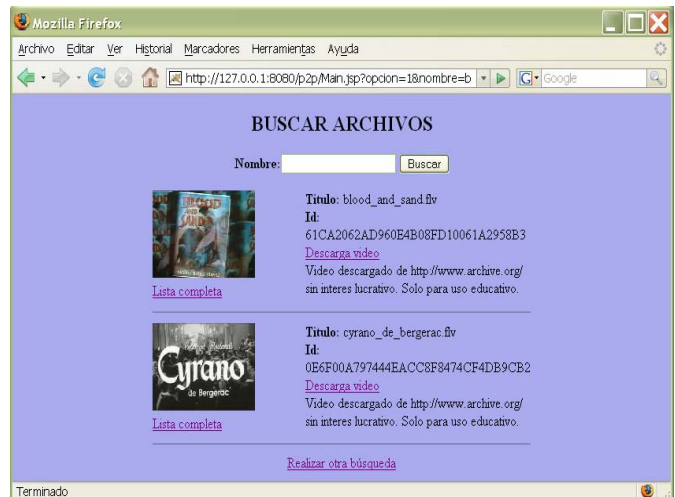 Mozilla Firefox
Archivo Editar Ver Historial Marcadores Herramientas Ayuda
http://127.0.0.1:8080/p2p/Main.jsp?opcion=1&nombre=b
G Google
BUSCAR ARCHIVOS
Nombre: Buscar
BLOOD AND SAND
Titulo: blood_and_sand.flv
Id:
61CA2062AD960E4B08FD10061A2958B3
Descarga video
Video descargado de http://www.archive.org/
sin interes lucrativo. Solo para uso educativo.
Lista completa
Cyrano
de Bergerac
Titulo: cyrano_de_bergerac.flv
Id:
0E6F00A797444EACC8F8474CF4DB9CB2
Descarga video
Video descargado de http://www.archive.org/
sin interes lucrativo. Solo para uso educativo.
Lista completa
Realizar otra búsqueda
Terminado